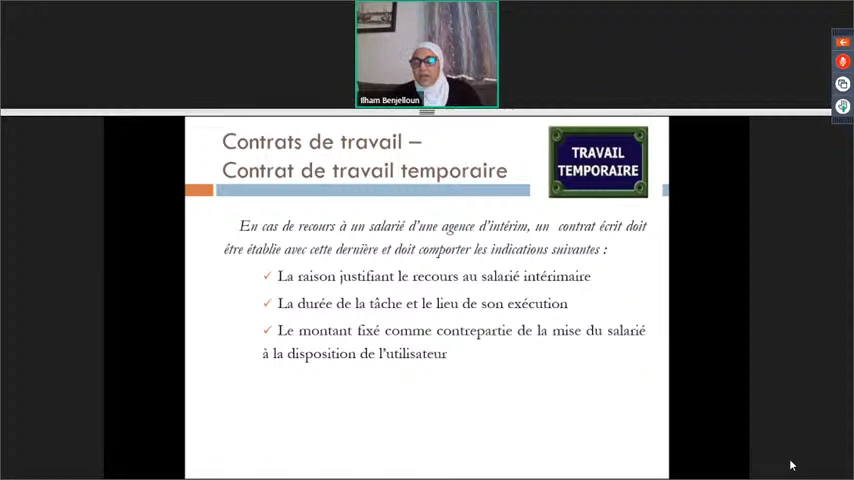 Ilham Benjelloun
Contrats de travail –
Contrat de travail temporaire
TRAVAIL
TEMPORAIRE
En cas de recours à un salarié d'une agence d'intérim, un contrat écrit doit
être établie avec cette dernière et doit comporter les indications suivantes :
✓ La raison justifiant le recours au salarié intérimaire
✓ La durée de la tâche et le lieu de son exécution
✓ Le montant fixé comme contrepartie de la mise du salarié
à la disposition de l'utilisateur